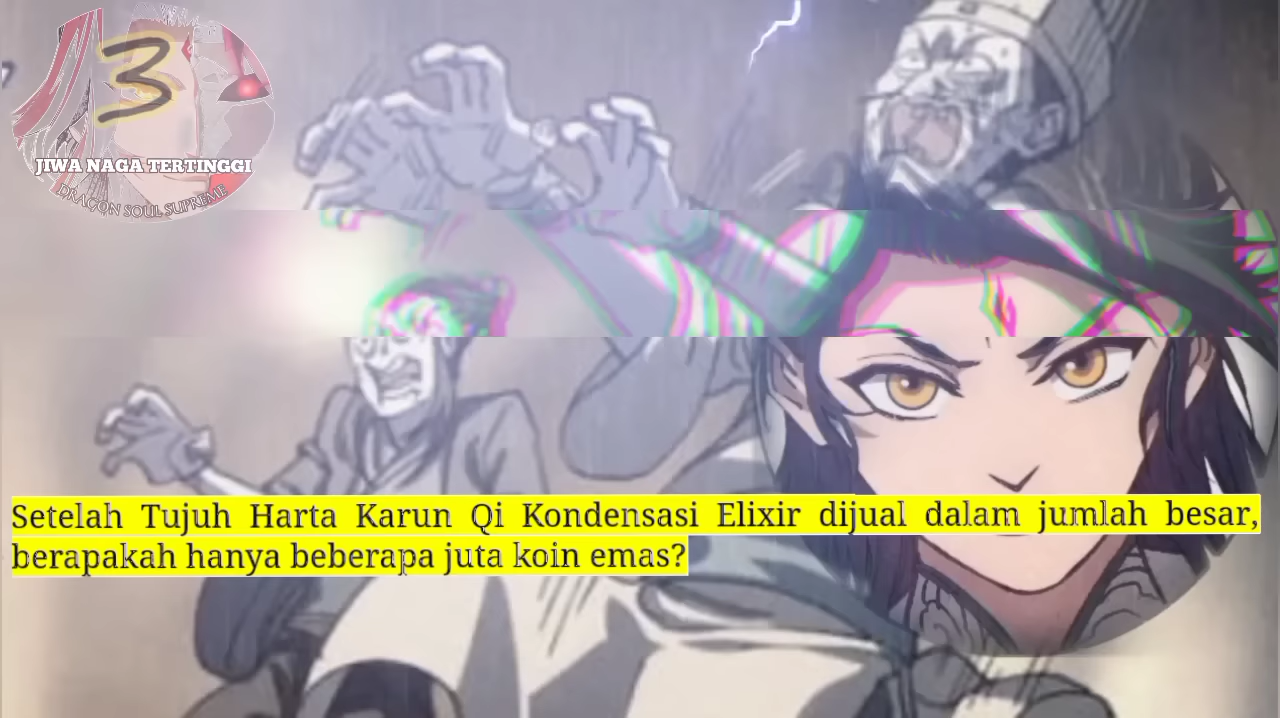 3
JIWA NAGA TERTINGGI
DRAGON SOUL SUPREME
Setelah Tujuh Harta Karun Qi Kondensasi Elixir dijual dalam jumlah besar,
berapakah hanya beberapa juta koin emas?